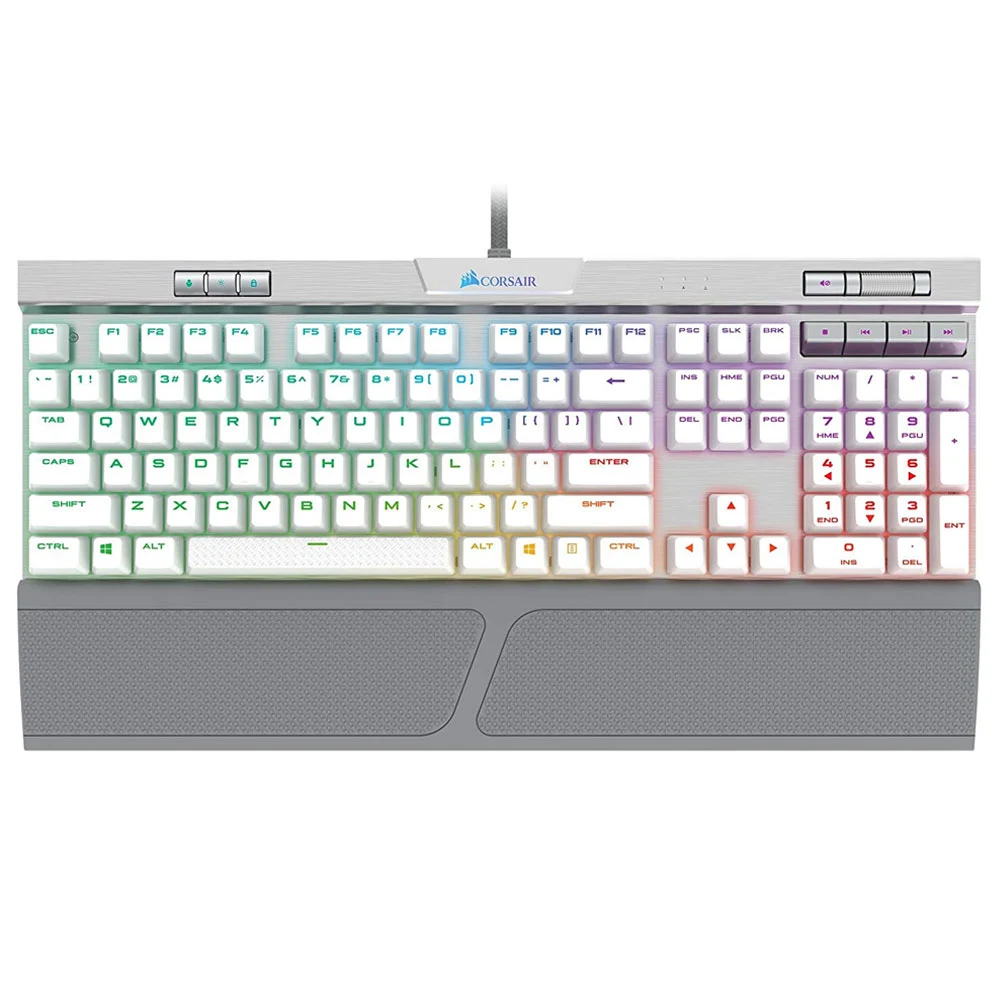 CORSAIR
ESC F1 F2 F3 F4 F5 F6 F7 F8 F9 F10 F11 F12 PSC SLK BRK
` ~ 1 ! 2 @ 3 # 4 $ 5 % 6 ^ 7 & 8 * 9 ( 0 ) - _ = + ← INS HME PGU NUM / * -
TAB Q W E R T Y U I O P [ { ] } \ | DEL END PGD 7 8 9 +
HME ▲ PGU
CAPS A S D F G H J K L ; : ' " ENTER 4 5 6
◀ ▶
SHIFT Z X C V B N M , < . > / ? SHIFT ▲ 1 2 3 ENT
END ▼ PGD
CTRL ALT ALT CTRL ◀ ▼ ▶ 0 .
INS DEL